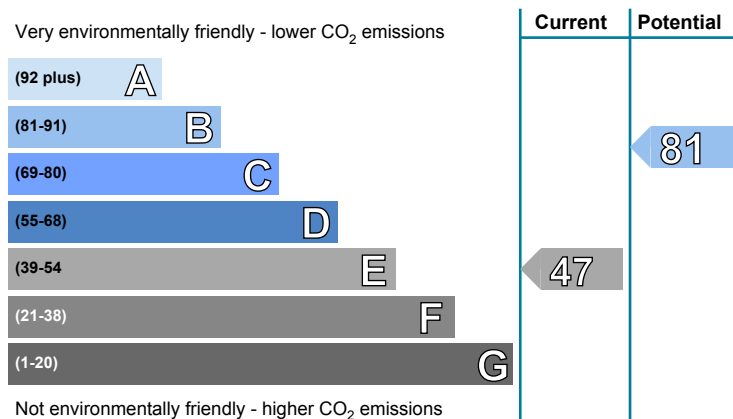 Current Potential
Very environmentally friendly - lower CO2 emissions
(92 plus) A
(81-91) B
81
(69-80) C
(55-68) D
(39-54 E 47
(21-38) F
(1-20) G
Not environmentally friendly - higher CO2 emissions